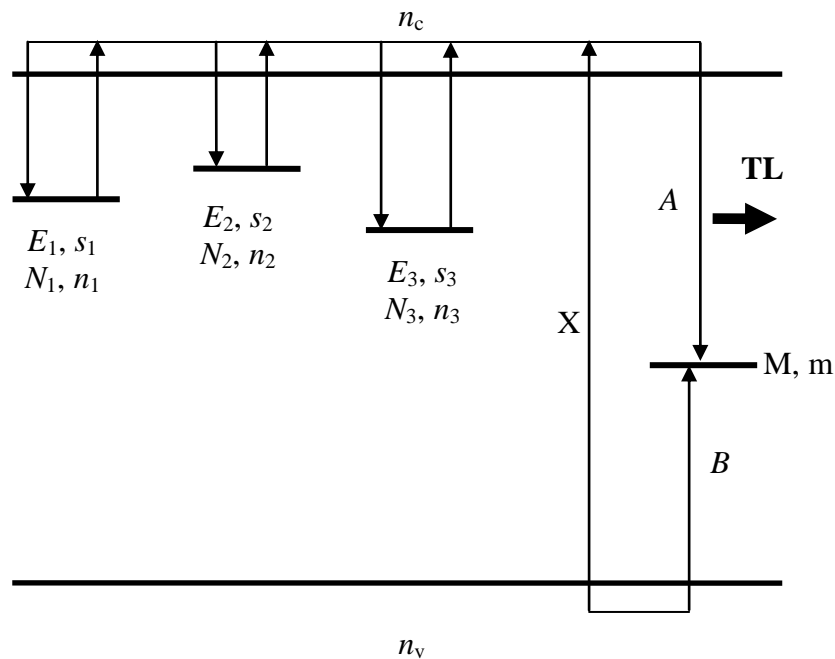 n_c
TL
A
E_1, s_1
N_1, n_1
E_2, s_2
N_2, n_2
E_3, s_3
N_3, n_3
X
M, m
B
n_v